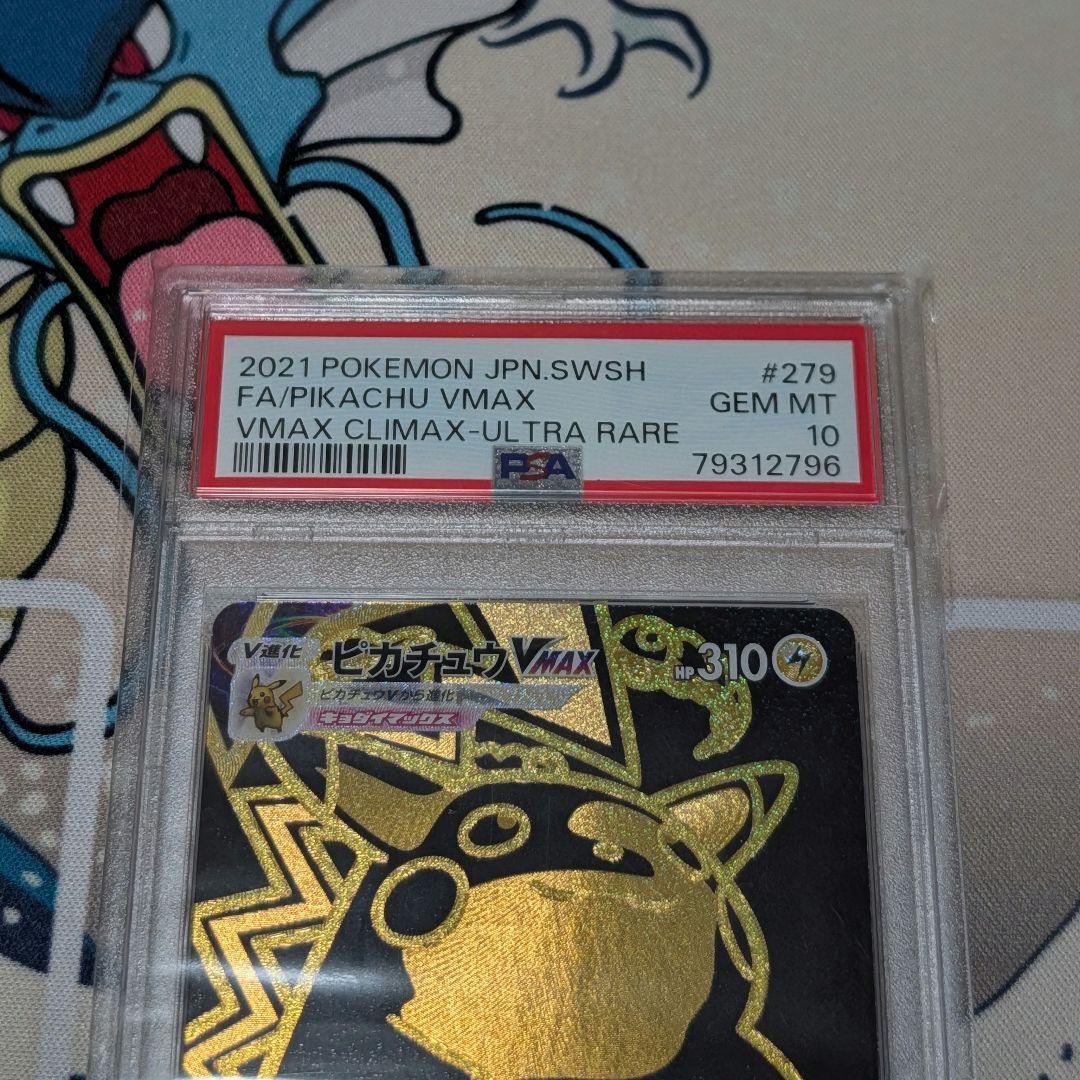 2021 POKEMON JPN.SWSH #279
FA/PIKACHU VMAX GEM MT
VMAX CLIMAX-ULTRA RARE 10
PSA 79312796
V進化 ピカチュウVMAX HP310
ピカチュウVから進化
キョダイマックス